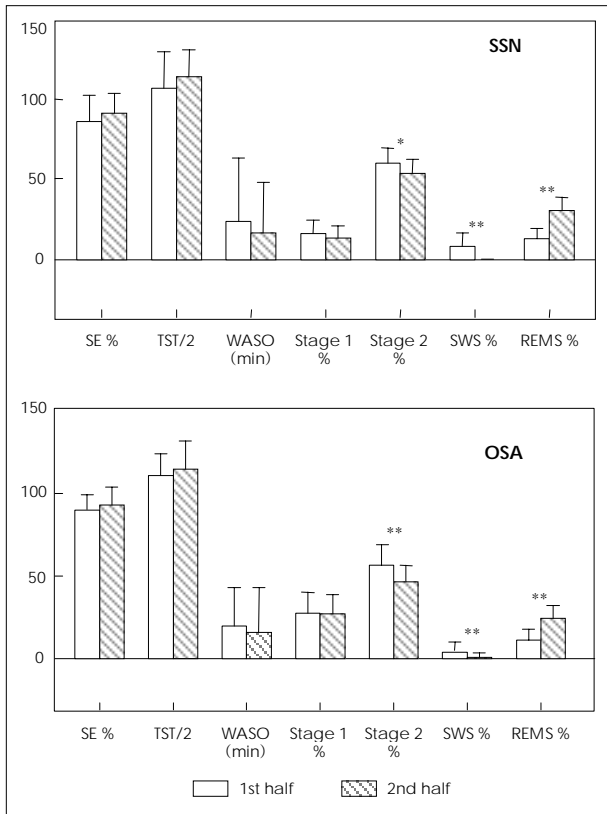 150
SSN
100
50
0
*
**
**
SE %
TST/2
WASO
(min)
Stage 1
%
Stage 2
%
SWS %
REMS %
150
OSA
100
50
0
**
**
**
SE %
TST/2
WASO
(min)
Stage 1
%
Stage 2
%
SWS %
REMS %
1st half
2nd half